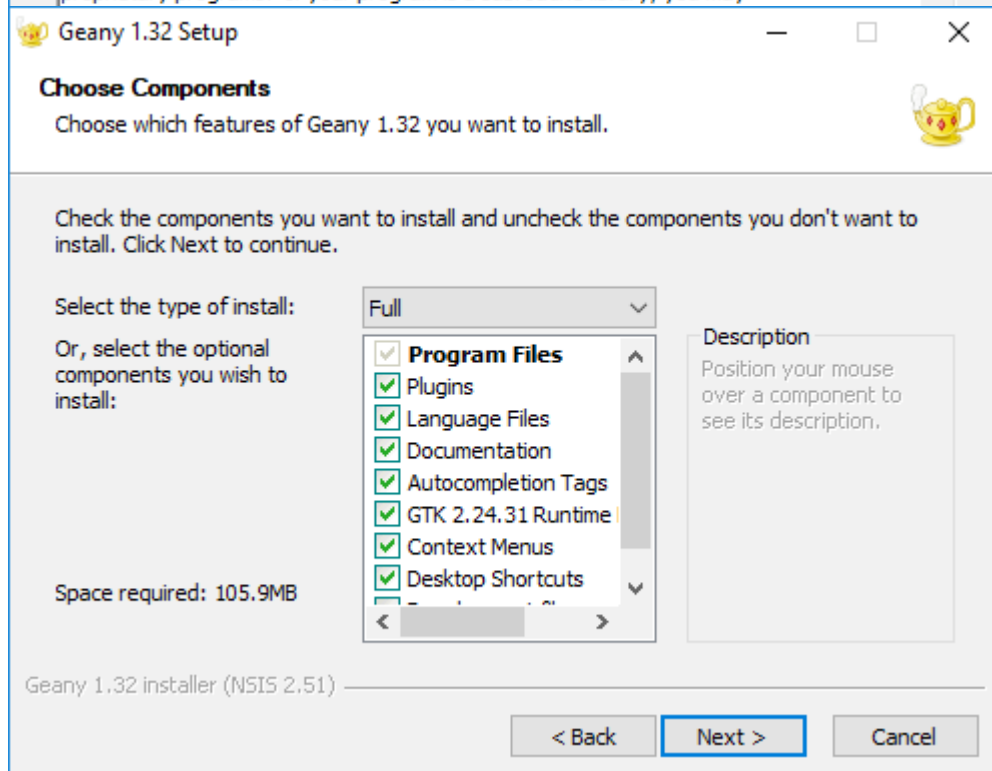 Geany 1.32 Setup
Choose Components
Choose which features of Geany 1.32 you want to install.
Check the components you want to install and uncheck the components you don't want to
install. Click Next to continue.
Select the type of install:
Full
Or, select the optional
components you wish to
install:
Program Files
Plugins
Language Files
Documentation
Autocompletion Tags
GTK 2.24.31 Runtime
Context Menus
Desktop Shortcuts
Description
Position your mouse
over a component to
see its description.
Space required: 105.9MB
Geany 1.32 installer (NSIS 2.51)
< Back
Next >
Cancel